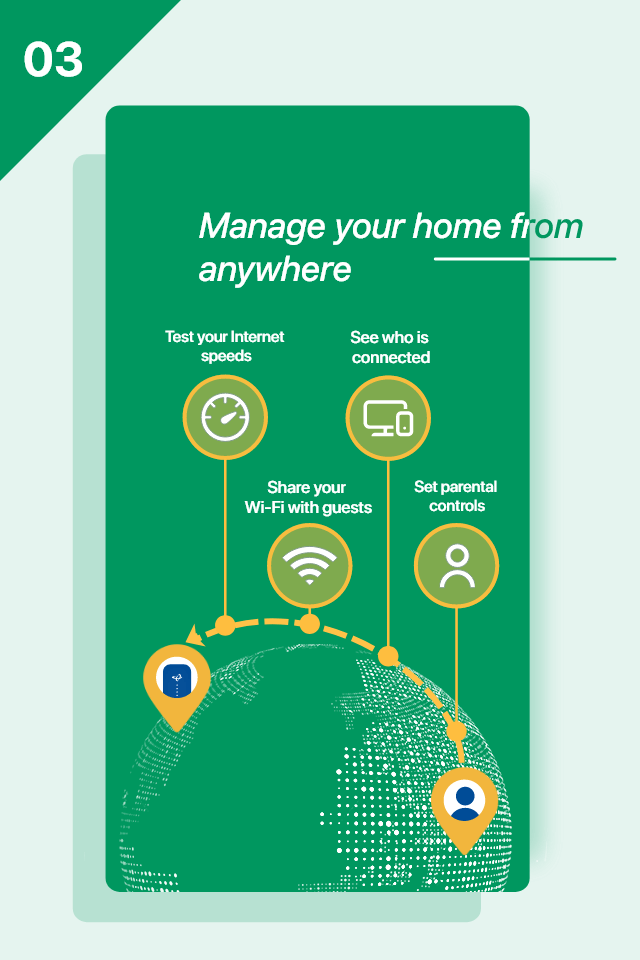 03
Manage your home from
anywhere
Test your Internet
speeds
See who is
connected
Share your
Wi-Fi with guests
Set parental
controls